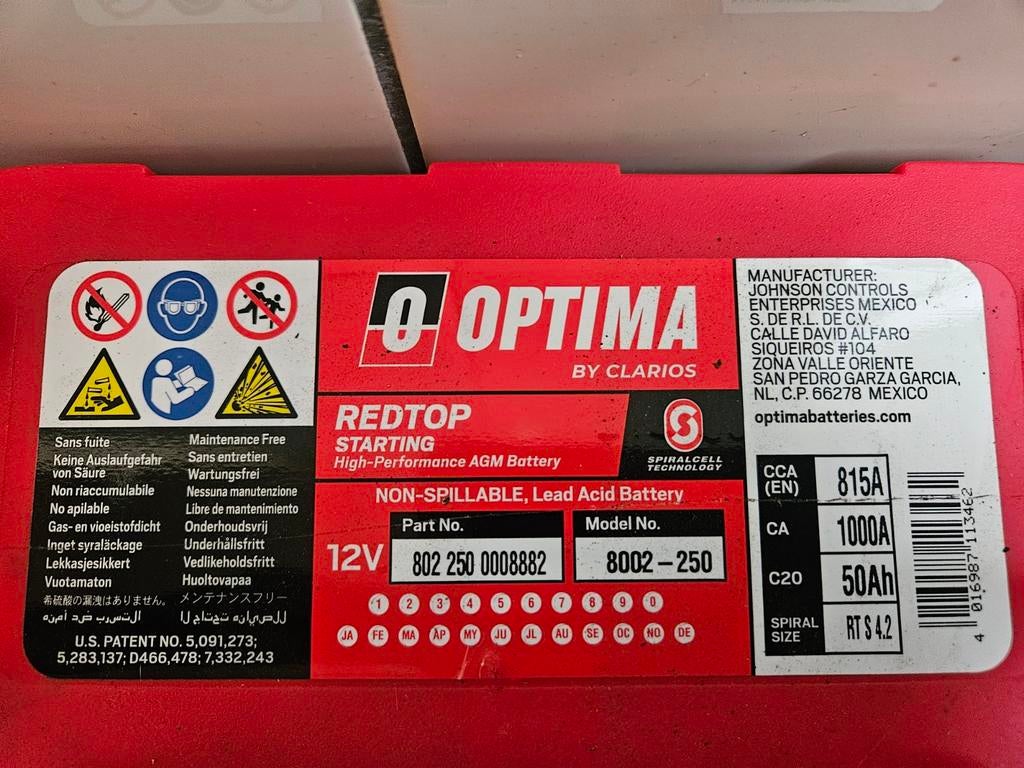 OPTIMA
BY CLARIOS
REDTOP
STARTING
High-Performance AGM Battery
SPIRALCELL
TECHNOLOGY
NON-SPILLABLE, Lead Acid Battery
12V
Part No.
802 250 0008882
Model No.
8002-250
1 2 3 4 5 6 7 8 9 0
JA FE MA AP MY JU JL AU SE OC NO DE
Sans fuite
Keine Auslaufgefahr
von Säure
Non riaccumulabile
No apilable
Gas- en vioeistofdicht
Inget syraläckage
Lekkasjesikkert
Vuotamaton
希硫酸の漏洩はありません。
Maintenance Free
Sans entretien
Wartungsfrei
Nessuna manutenzione
Libre de mantenimiento
Onderhoudsvrij
Underhållsfritt
Vedlikeholdsfritt
Huoltovapaa
メンテナンスフリー
U.S. PATENT NO. 5,091,273;
5,283,137; D466,478; 7,332,243
MANUFACTURER:
JOHNSON CONTROLS
ENTERPRISES MEXICO
S. DE R.L. DE C.V.
CALLE DAVID ALFARO
SIQUEIROS #104
ZONA VALLE ORIENTE
SAN PEDRO GARZA GARCIA,
NL, C.P. 66278 MEXICO
optimabatteries.com
CCA
(EN)
815A
CA
1000A
C20
50Ah
SPIRAL
SIZE
RT S 4.2
4 016987 113462